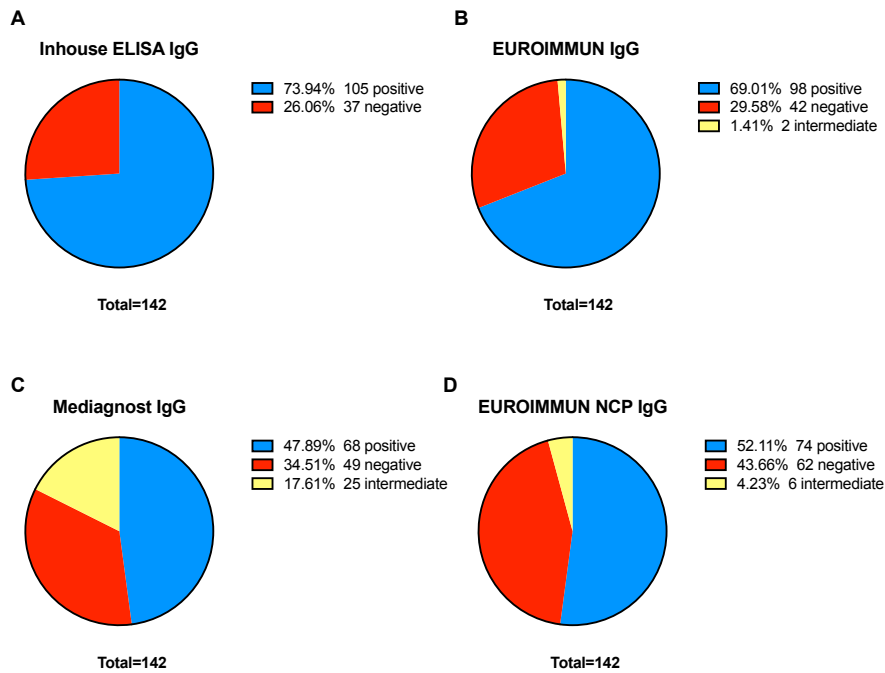 A
Inhouse ELISA IgG
73.94%  105 positive
26.06%  37 negative
Total=142
B
EUROIMMUN IgG
69.01%  98 positive
29.58%  42 negative
1.41%  2 intermediate
Total=142
C
Mediagnost IgG
47.89%  68 positive
34.51%  49 negative
17.61%  25 intermediate
Total=142
D
EUROIMMUN NCP IgG
52.11%  74 positive
43.66%  62 negative
4.23%  6 intermediate
Total=142